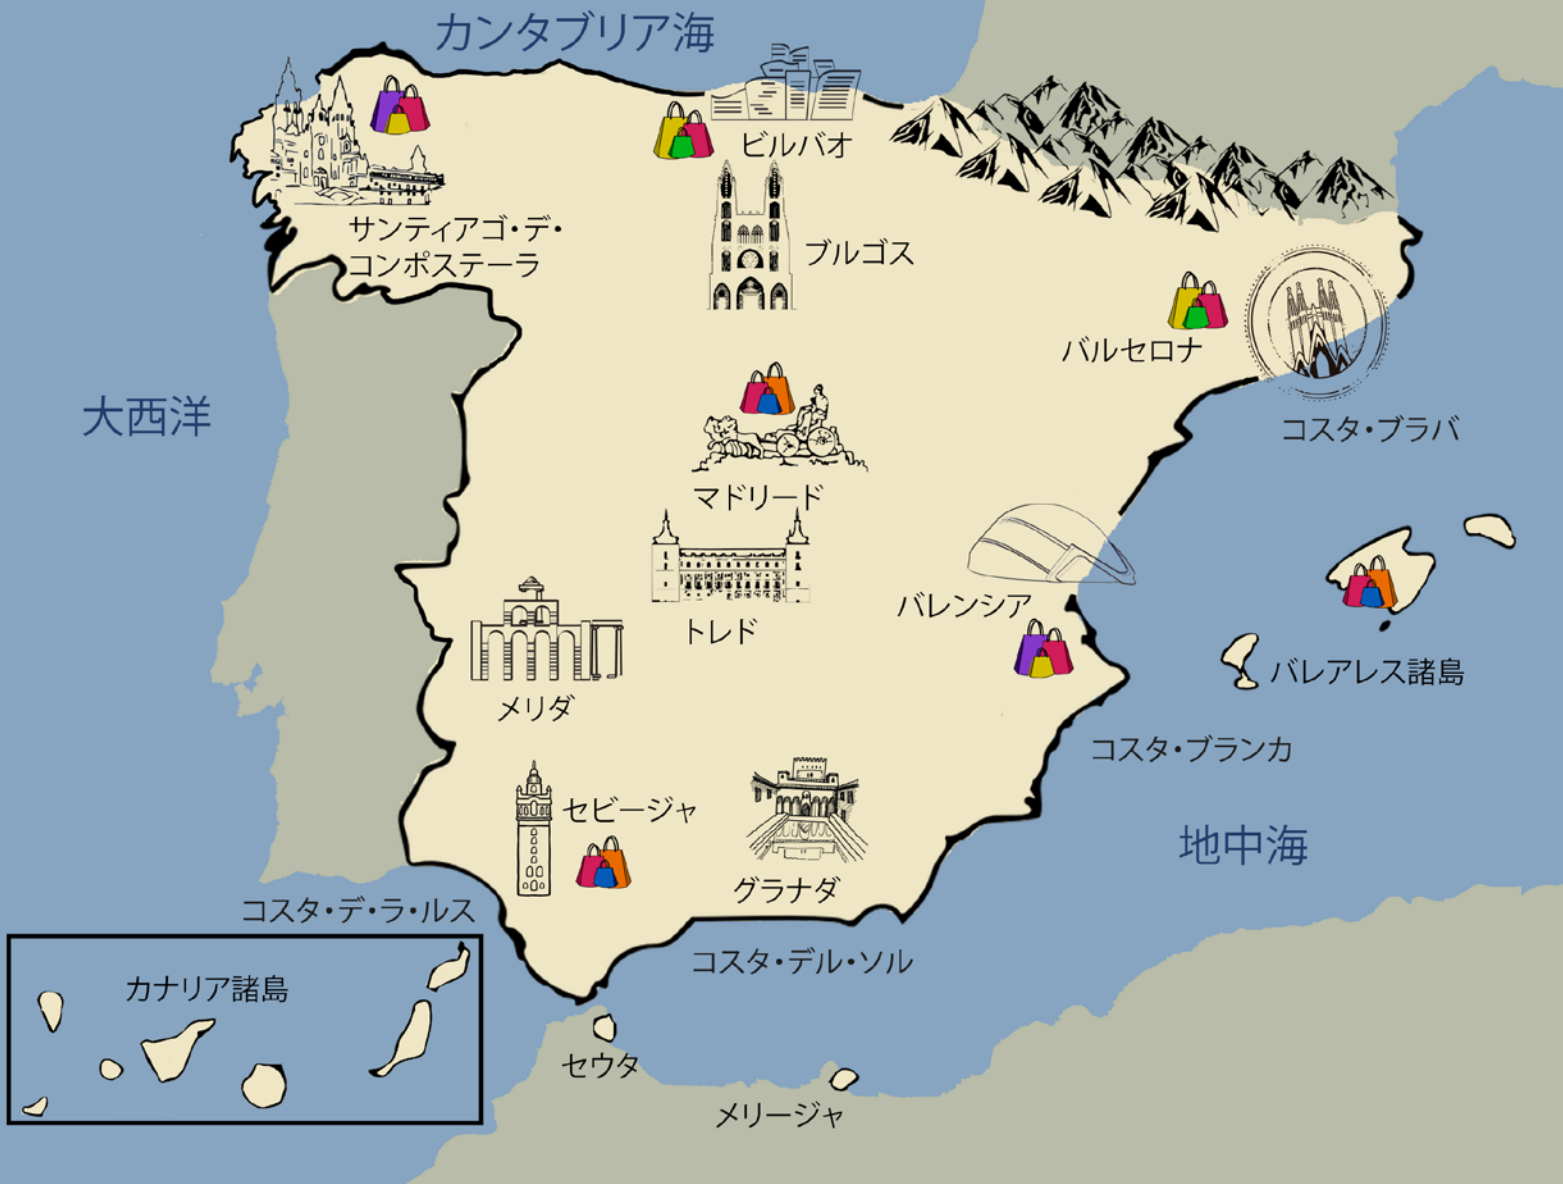 カンタブリア海
ビルバオ
サンティアゴ・デ・
コンポステーラ
ブルゴス
バルセロナ
大西洋
コスタ・ブラバ
マドリード
バレンシア
トレド
バレアレス諸島
メリダ
コスタ・ブランカ
セビージャ
地中海
グラナダ
コスタ・デ・ラ・ルス
コスタ・デル・ソル
カナリア諸島
セウタ
メリージャ